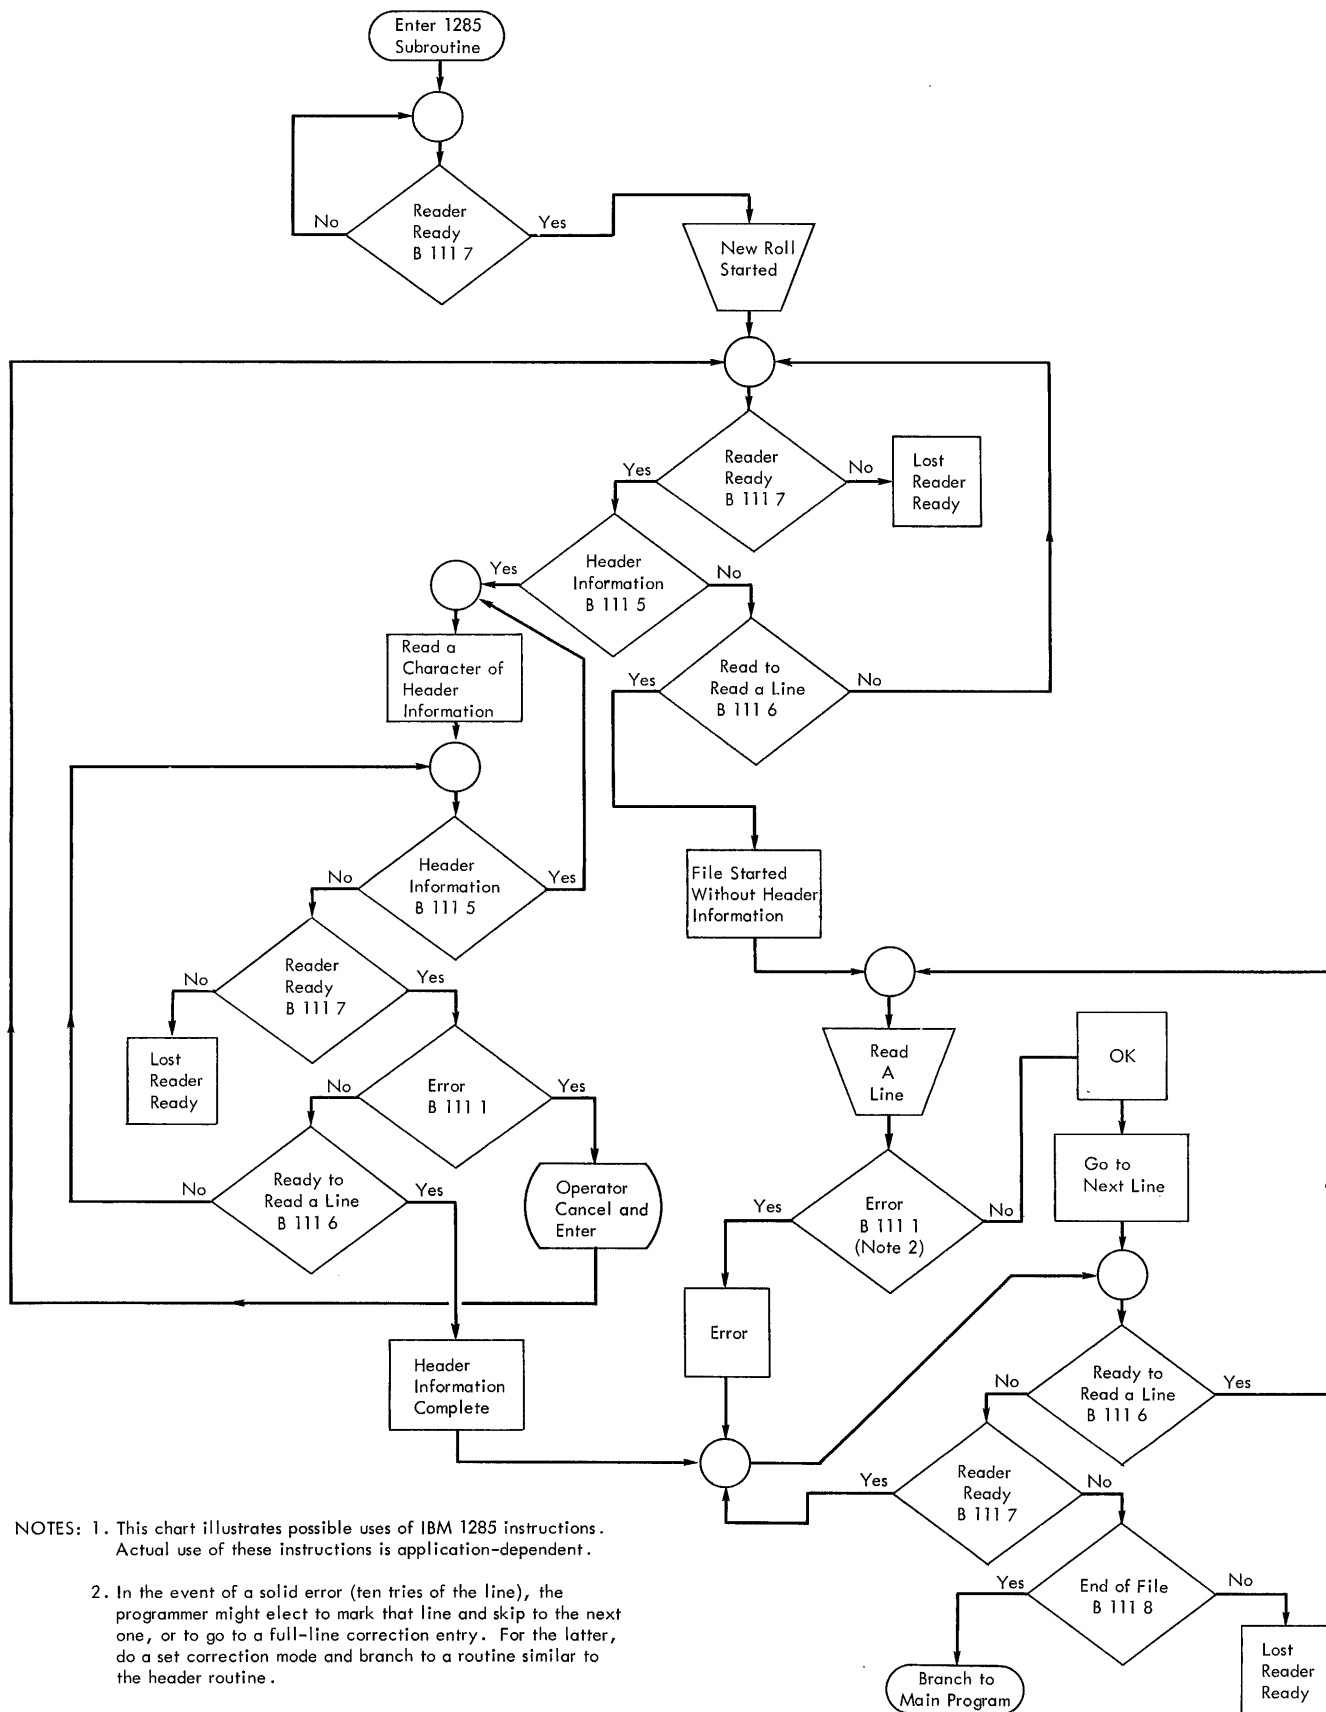 Enter 1285
Subroutine
Reader
Ready
B 111 7
No
Yes
New Roll
Started
Reader
Ready
B 111 7
Yes
No
Lost
Reader
Ready
Header
Information
B 111 5
Yes
No
Read a
Character of
Header
Information
Read to
Read a Line
B 111 6
Yes
No
Header
Information
B 111 5
No
Yes
File Started
Without Header
Information
Reader
Ready
B 111 7
No
Yes
Lost
Reader
Ready
Error
B 111 1
No
Yes
Read
A
Line
OK
Ready to
Read a Line
B 111 6
No
Yes
Operator
Cancel and
Enter
Error
B 111 1
(Note 2)
Yes
No
Go to
Next Line
Error
Header
Information
Complete
Ready to
Read a Line
B 111 6
No
Yes
Reader
Ready
B 111 7
Yes
No
End of File
B 111 8
Yes
No
Branch to
Main Program
Lost
Reader
Ready
NOTES: 1. This chart illustrates possible uses of IBM 1285 instructions.
Actual use of these instructions is application-dependent.
2. In the event of a solid error (ten tries of the line), the
programmer might elect to mark that line and skip to the next
one, or to go to a full-line correction entry. For the latter,
do a set correction mode and branch to a routine similar to
the header routine.